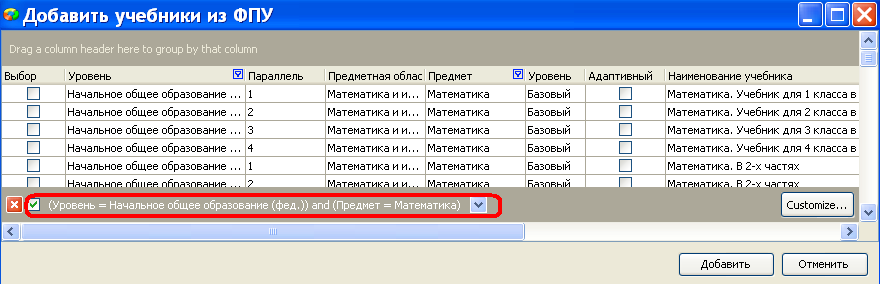 Добавить учебники из ФПУ
Drag a column header here to group by that column
Выбор Уровень Параллель Предметная облас Предмет Уровень Адаптивный Наименование учебника
Начальное общее образование ... 1 Математика и и... Математика Базовый Математика. Учебник для 1 класса в
Начальное общее образование ... 2 Математика и и... Математика Базовый Математика. Учебник для 2 класса в
Начальное общее образование ... 3 Математика и и... Математика Базовый Математика. Учебник для 3 класса в
Начальное общее образование ... 4 Математика и и... Математика Базовый Математика. Учебник для 4 класса в
Начальное общее образование ... 1 Математика и и... Математика Базовый Математика. В 2-х частях
Начальное общее образование ... 2 Математика и и... Математика Базовый Математика. В 2-х частях
(Уровень = Начальное общее образование (фед.)) and (Предмет = Математика) Customize...
Добавить Отменить